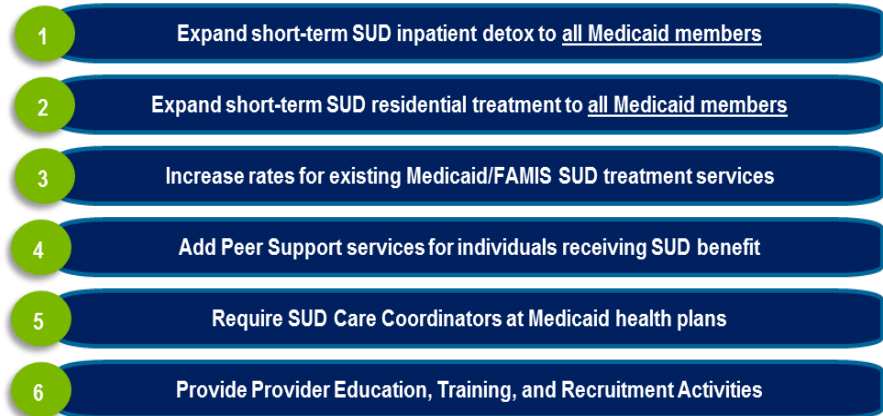 1 Expand short-term SUD inpatient detox to all Medicaid members
2 Expand short-term SUD residential treatment to all Medicaid members
3 Increase rates for existing Medicaid/FAMIS SUD treatment services
4 Add Peer Support services for individuals receiving SUD benefit
5 Require SUD Care Coordinators at Medicaid health plans
6 Provide Provider Education, Training, and Recruitment Activities